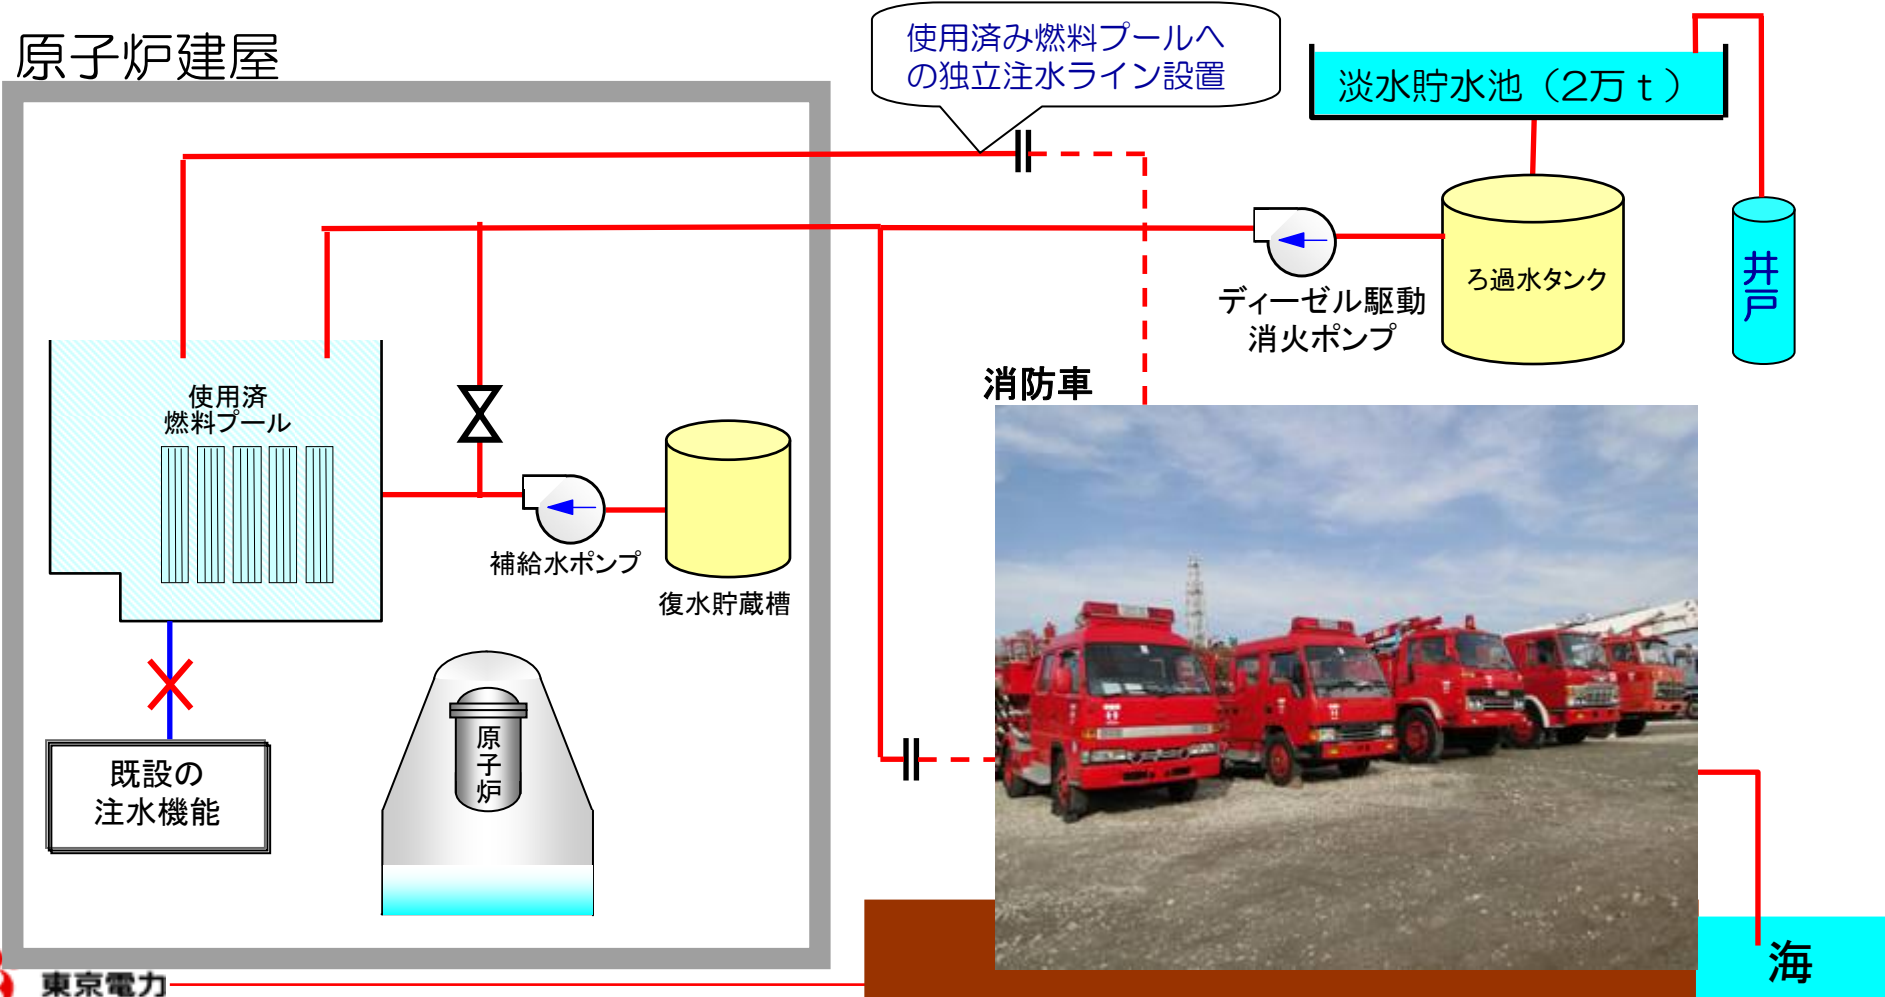 原子炉建屋
使用済み燃料プールへ
の独立注水ライン設置
淡水貯水池（2万ｔ）
ろ過水タンク
井戸
ディーゼル駆動
消火ポンプ
消防車
使用済
燃料プール
補給水ポンプ
復水貯蔵槽
原子炉
既設の
注水機能
海
東京電力